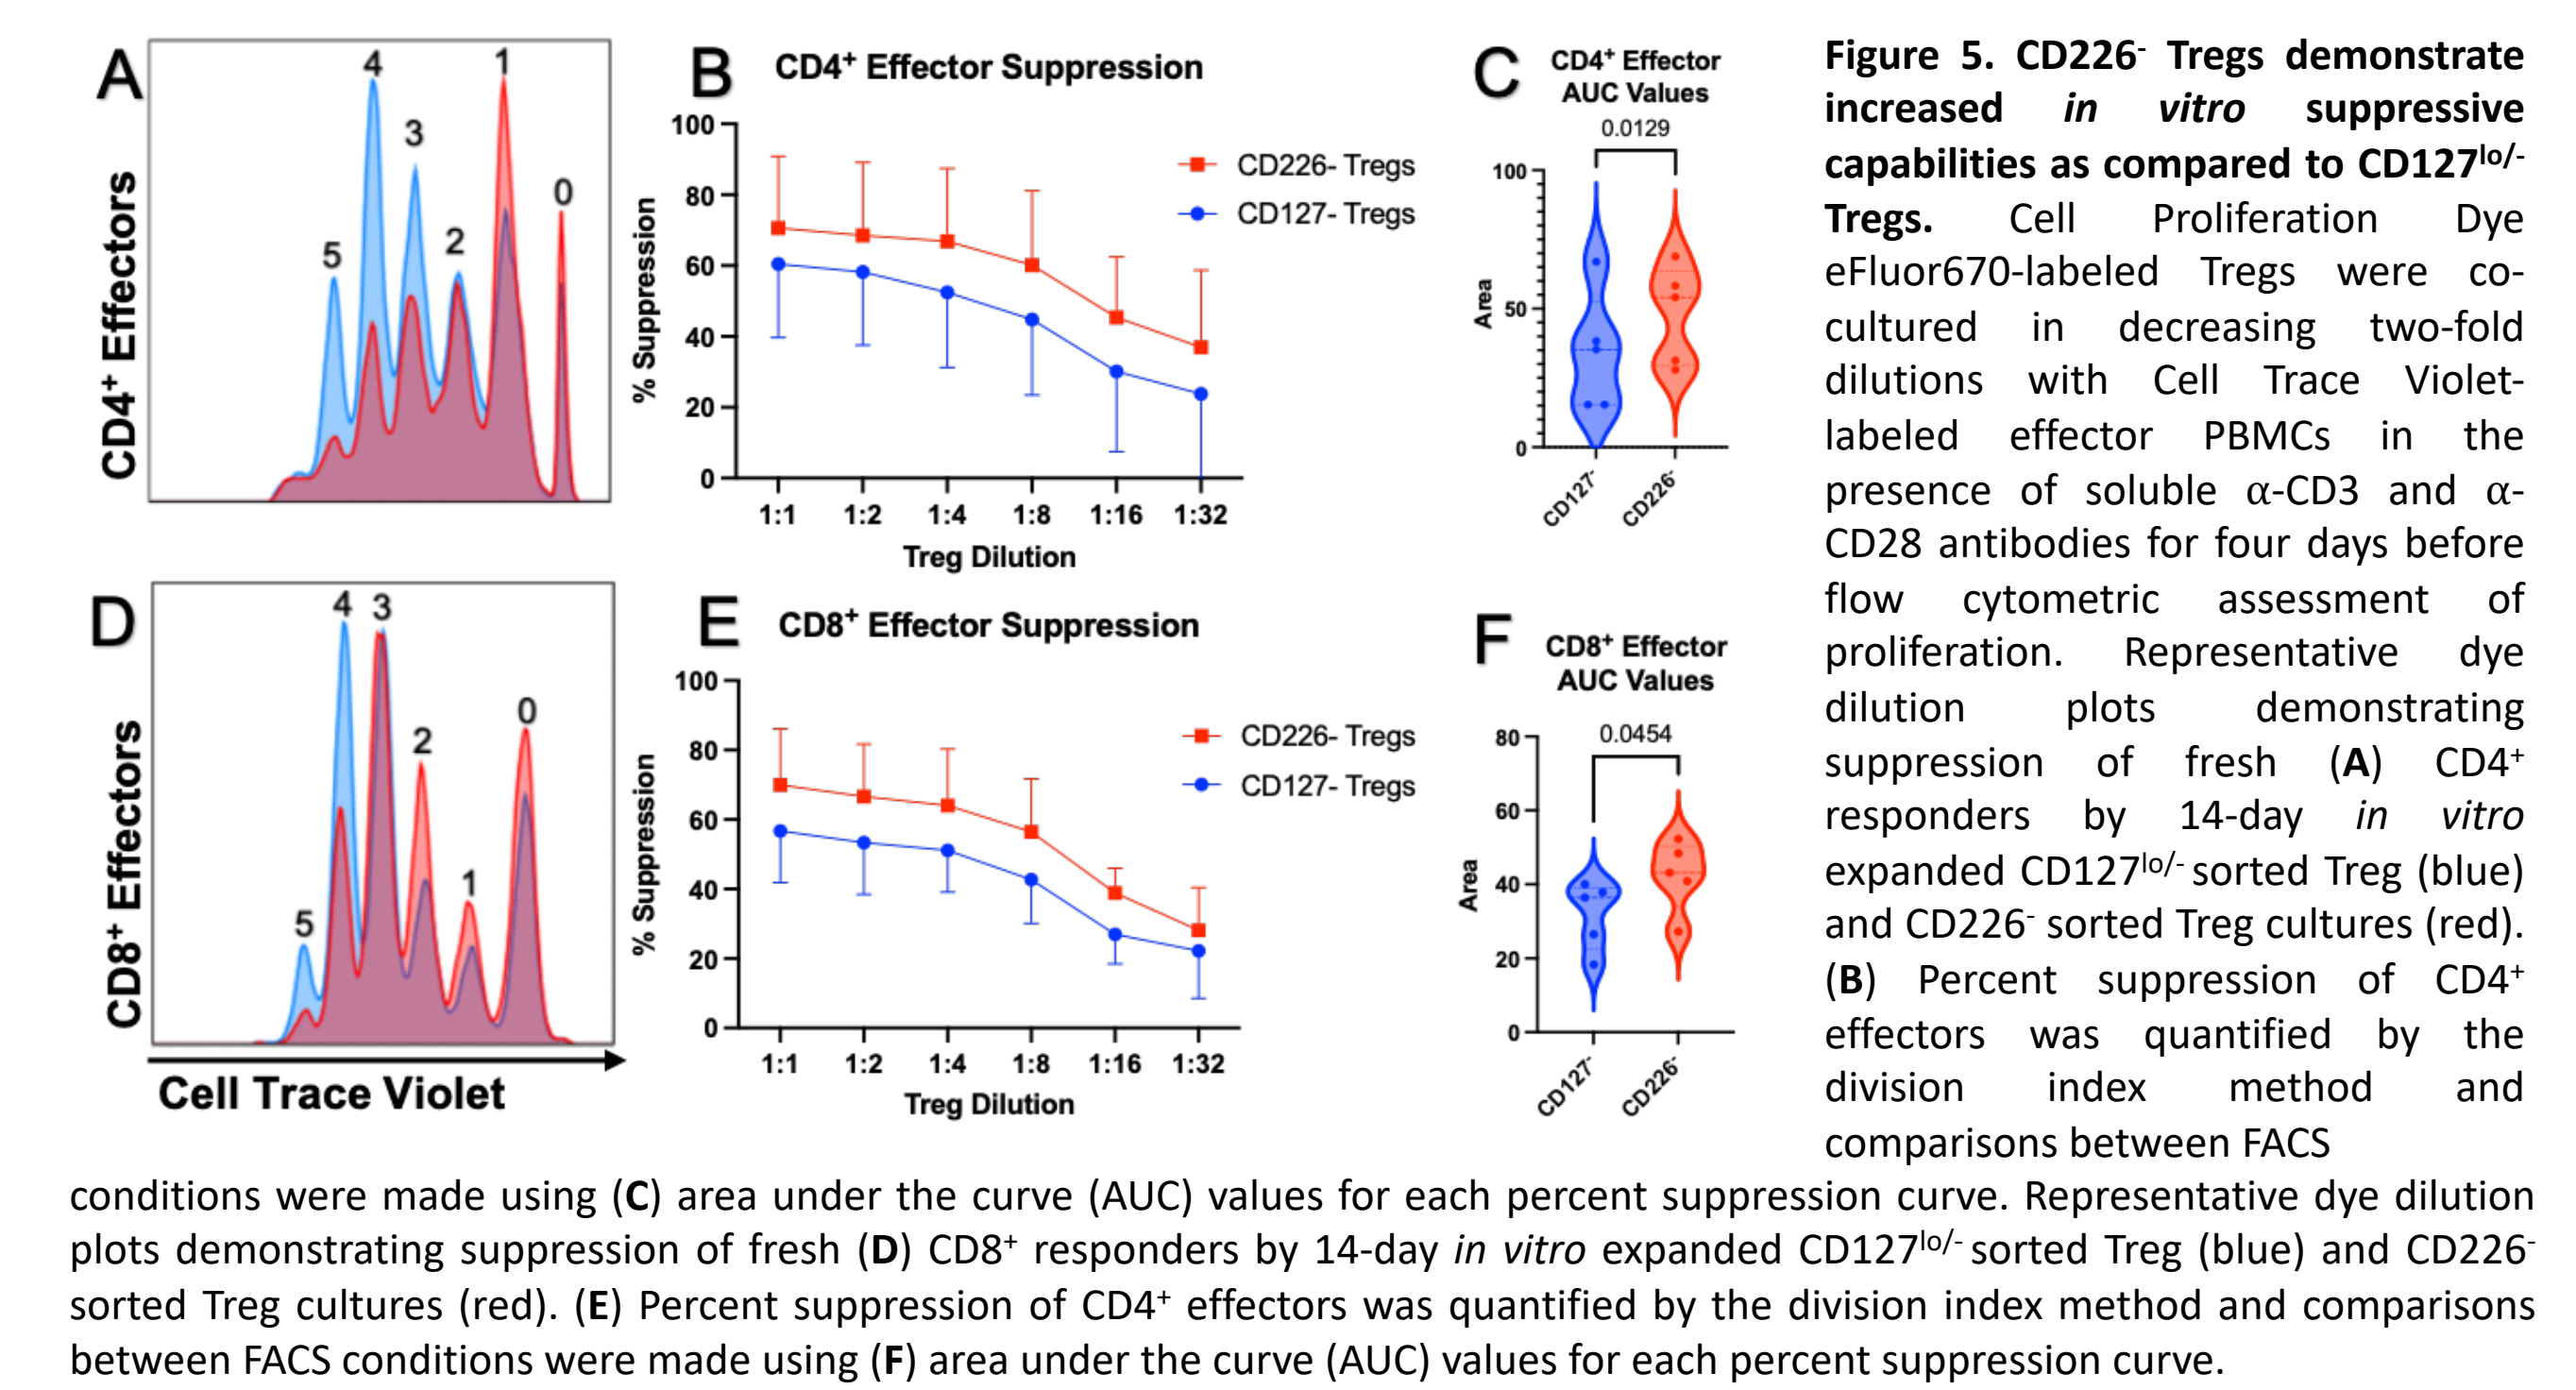 A
4
3
5
2
1
0
CD4+ Effectors
B
CD4+ Effector Suppression
100
80
60
40
20
0
% Suppression
CD226- Tregs
CD127- Tregs
1:1 1:2 1:4 1:8 1:16 1:32
Treg Dilution
C
CD4+ Effector
AUC Values
0.0129
100
50
0
Area
CD127-
CD226-
D
4 3
2
0
1
5
CD8+ Effectors
Cell Trace Violet
E
CD8+ Effector Suppression
100
80
60
40
20
0
% Suppression
CD226- Tregs
CD127- Tregs
1:1 1:2 1:4 1:8 1:16 1:32
Treg Dilution
F
CD8+ Effector
AUC Values
0.0454
80
60
40
20
0
Area
CD127-
CD226-
Figure 5. CD226- Tregs demonstrate
increased in vitro suppressive
capabilities as compared to CD127lo/-
Tregs. Cell Proliferation Dye
eFluor670-labeled Tregs were co-
cultured in decreasing two-fold
dilutions with Cell Trace Violet-
labeled effector PBMCs in the
presence of soluble α-CD3 and α-
CD28 antibodies for four days before
flow cytometric assessment of
proliferation. Representative dye
dilution plots demonstrating
suppression of fresh (A) CD4+
responders by 14-day in vitro
expanded CD127lo/- sorted Treg (blue)
and CD226- sorted Treg cultures (red).
(B) Percent suppression of CD4+
effectors was quantified by the
division index method and
comparisons between FACS
conditions were made using (C) area under the curve (AUC) values for each percent suppression curve. Representative dye dilution
plots demonstrating suppression of fresh (D) CD8+ responders by 14-day in vitro expanded CD127lo/- sorted Treg (blue) and CD226-
sorted Treg cultures (red). (E) Percent suppression of CD4+ effectors was quantified by the division index method and comparisons
between FACS conditions were made using (F) area under the curve (AUC) values for each percent suppression curve.